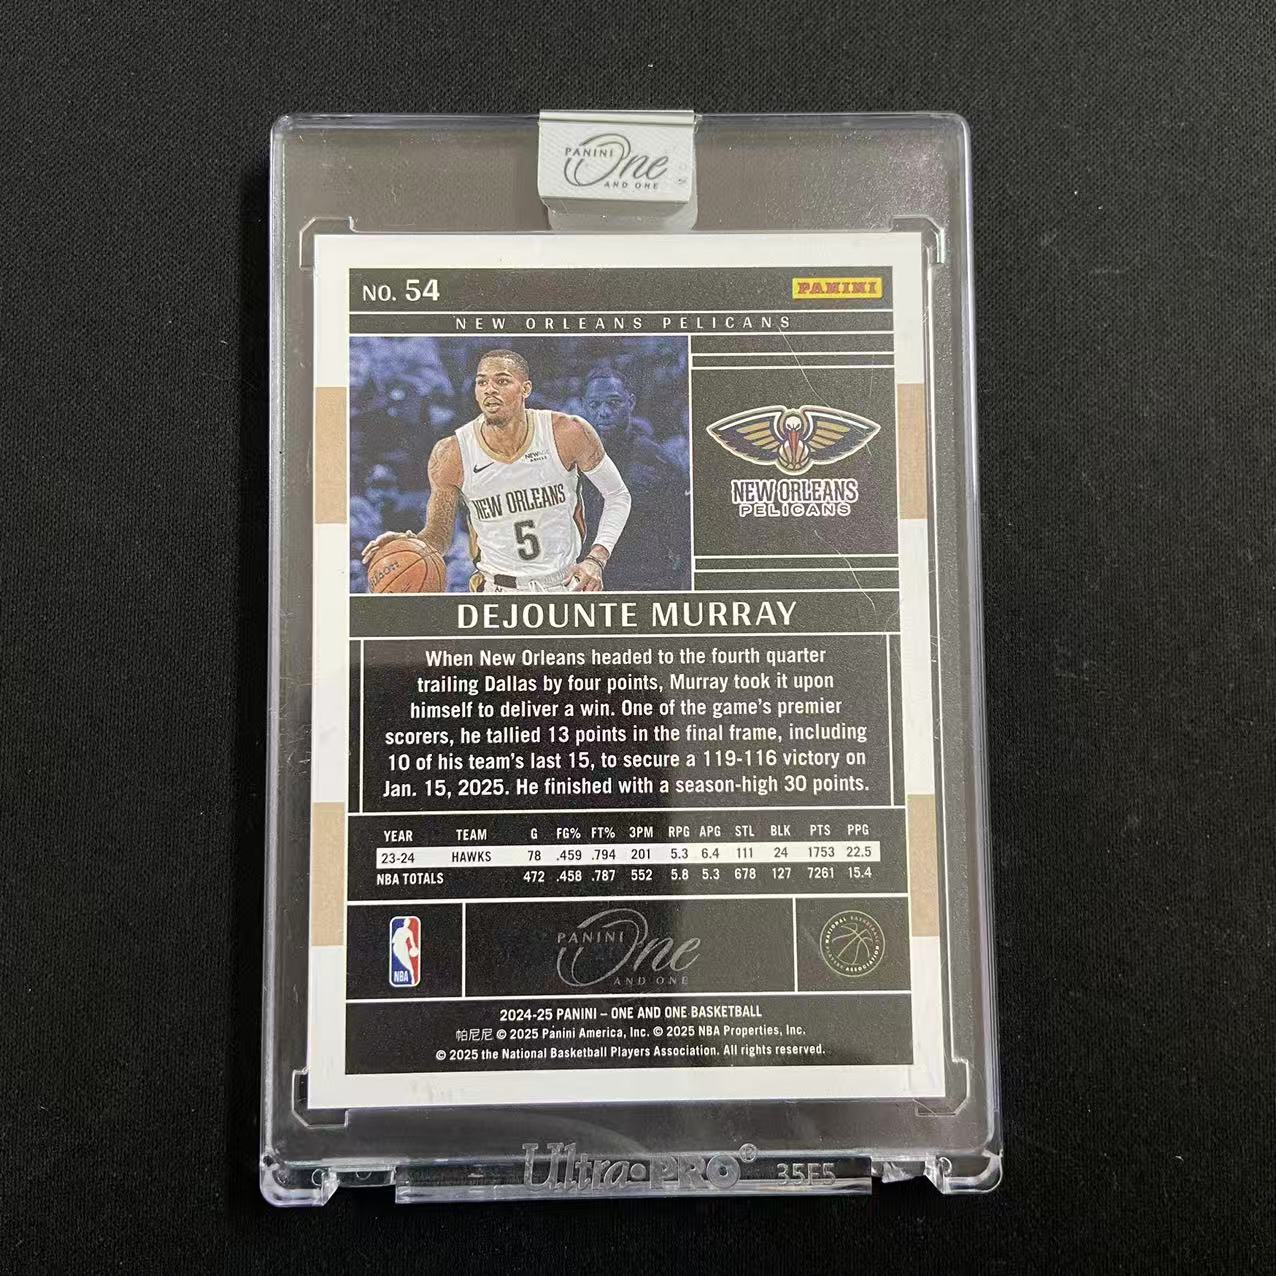 PANINI One
AND ONE
NO. 54
PANINI
NEW ORLEANS PELICANS
NEW ORLEANS
5
NEW ORLEANS
PELICANS
DEJOUNTE MURRAY
When New Orleans headed to the fourth quarter
trailing Dallas by four points, Murray took it upon
himself to deliver a win. One of the game's premier
scorers, he tallied 13 points in the final frame, including
10 of his team's last 15, to secure a 119-116 victory on
Jan. 15, 2025. He finished with a season-high 30 points.
YEAR TEAM G FG% FT% 3PM RPG APG STL BLK PTS PPG
23-24 HAWKS 78 .459 .794 201 5.3 6.4 111 24 1753 22.5
NBA TOTALS 472 .458 .787 552 5.8 5.3 678 127 7261 15.4
NBA
PANINI One
AND ONE
NATIONAL BASKETBALL PLAYERS ASSOCIATION
2024-25 PANINI – ONE AND ONE BASKETBALL
帕尼尼 © 2025 Panini America, Inc. © 2025 NBA Properties, Inc.
© 2025 the National Basketball Players Association. All rights reserved.
Ultra•PRO® 35F5